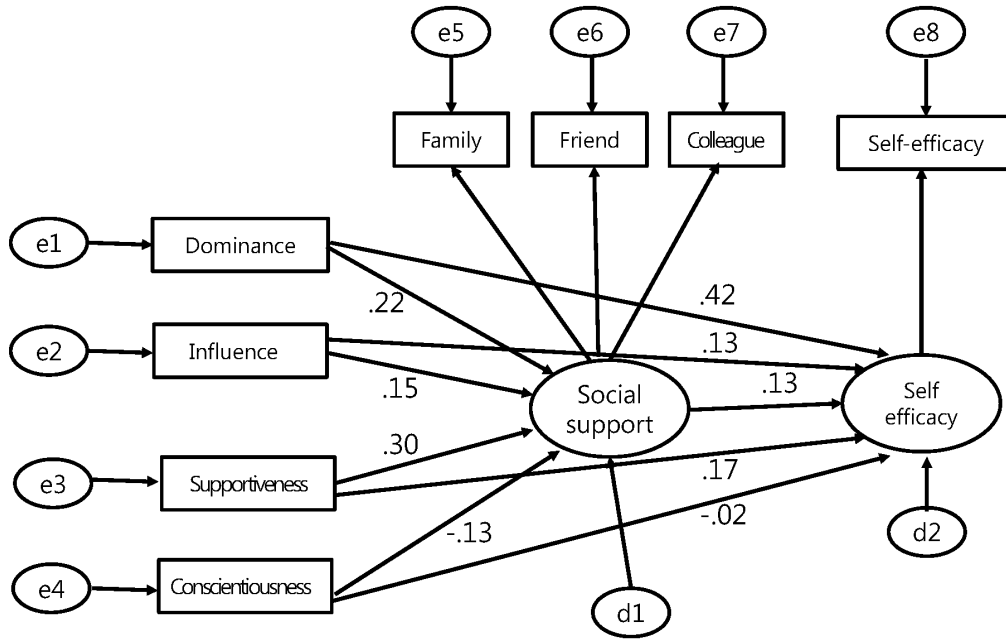 e5
e6
e7
e8
Family
Friend
Colleague
Self-efficacy
e1
Dominance
.22
.42
e2
Influence
.13
.15
Social
support
.13
Self
efficacy
.30
e3
Supportiveness
.17
-.02
-.13
d2
e4
Conscientiousness
d1